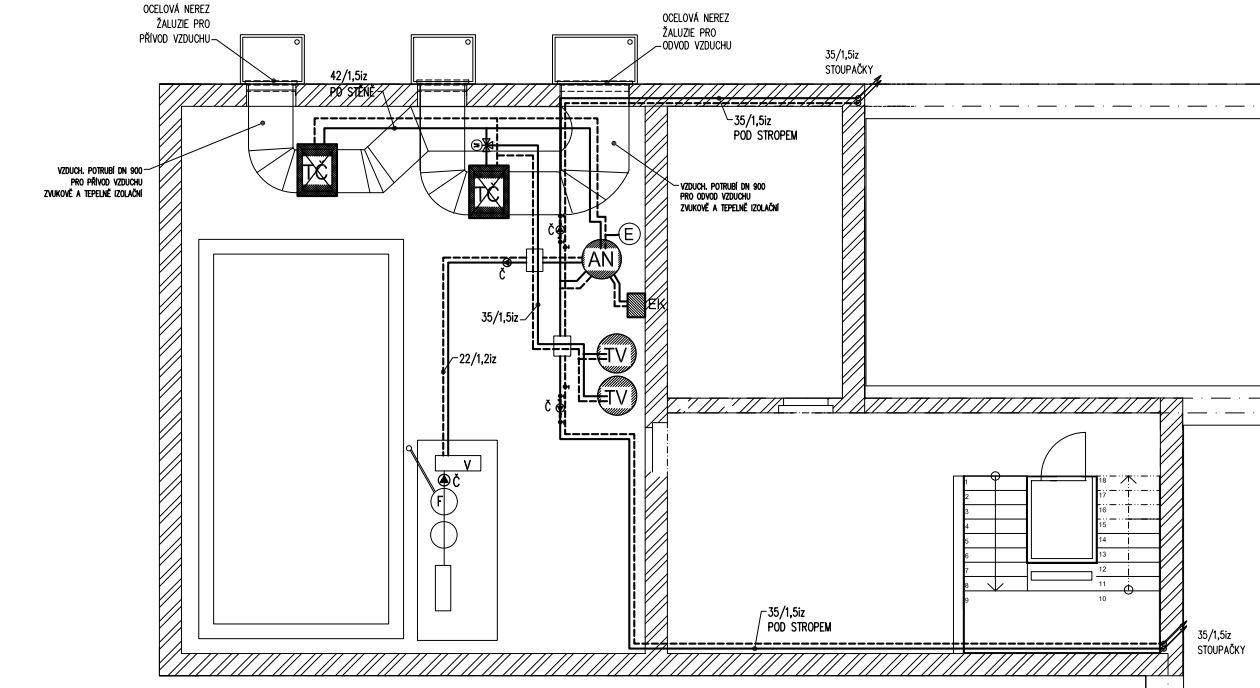 OCELOVÁ NEREZ
ŽALUZIE PRO
PŘÍVOD VZDUCHU
OCELOVÁ NEREZ
ŽALUZIE PRO
ODVOD VZDUCHU
42/1,5iz
PO STĚNĚ
35/1,5iz
STOUPAČKY
35/1,5iz
POD STROPEM
VZDUCH. POTRUBÍ DN 900
PRO PŘÍVOD VZDUCHU
ZVUKOVĚ A TEPELNĚ IZOLAČNÍ
VZDUCH. POTRUBÍ DN 900
PRO ODVOD VZDUCHU
ZVUKOVĚ A TEPELNĚ IZOLAČNÍ
TČ
TČ
M
Č
E
AN
Č
EK
35/1,5iz
22/1,2iz
TV
TV
Č
V
Č
F
1
2
3
4
5
6
7
8
9
18
17
16
15
14
13
12
11
10
35/1,5iz
POD STROPEM
35/1,5iz
STOUPAČKY